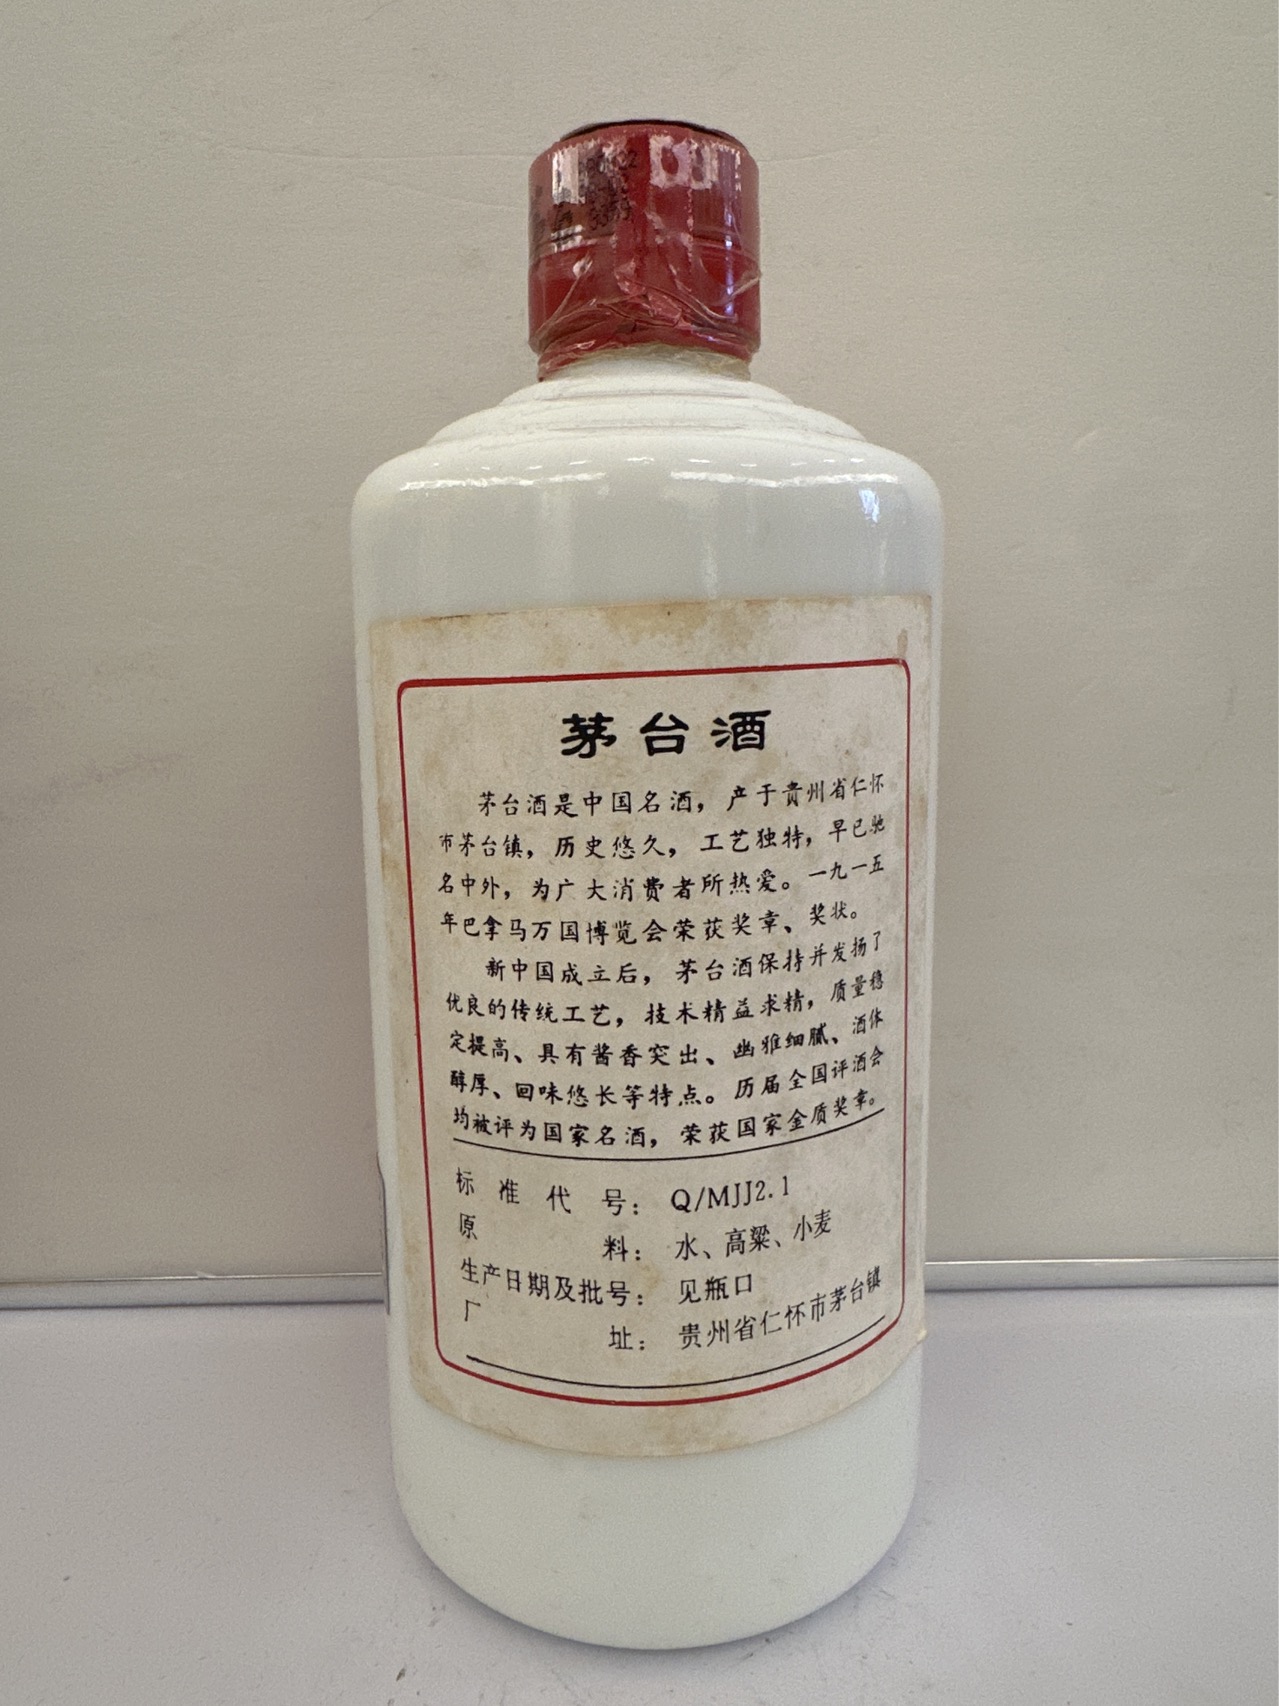 茅台酒
茅台酒是中国名酒，产于贵州省仁怀
市茅台镇，历史悠久，工艺独特，早已驰
名中外，为广大消费者所热爱。一九一五
年巴拿马万国博览会荣获奖章、奖状。
新中国成立后，茅台酒保持并发扬了
优良的传统工艺，技术精益求精，质量稳
定提高、具有酱香突出、幽雅细腻、酒体
醇厚、回味悠长等特点。历届全国评酒会
均被评为国家名酒，荣获国家金质奖章。
标准代号：Q/MJJ2.1
原料：水、高粱、小麦
生产日期及批号：见瓶口
厂址：贵州省仁怀市茅台镇